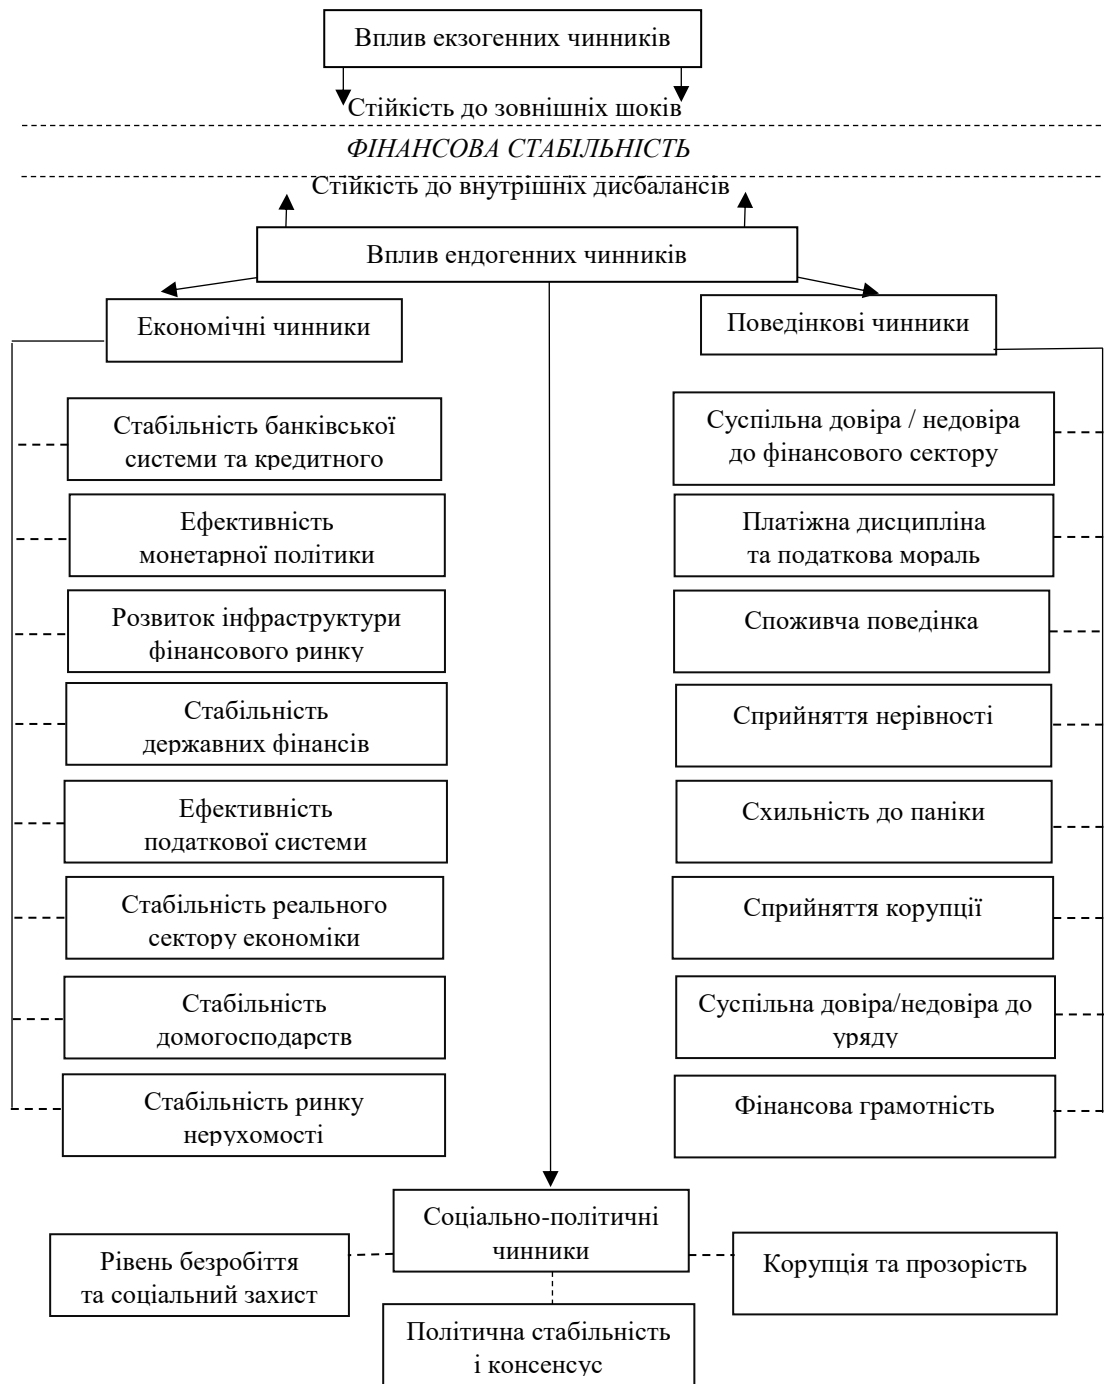 Вплив екзогенних чинників
Стійкість до зовнішніх шоків
ФІНАНСОВА СТАБІЛЬНІСТЬ
Стійкість до внутрішніх дисбалансів
Вплив ендогенних чинників
Економічні чинники
Стабільність банківської
системи та кредитного
Ефективність
монетарної політики
Розвиток інфраструктури
фінансового ринку
Стабільність
державних фінансів
Ефективність
податкової системи
Стабільність реального
сектору економіки
Стабільність
домогосподарств
Стабільність ринку
нерухомості
Поведінкові чинники
Суспільна довіра / недовіра
до фінансового сектору
Платіжна дисципліна
та податкова мораль
Споживча поведінка
Сприйняття нерівності
Схильність до паніки
Сприйняття корупції
Суспільна довіра/недовіра до
уряду
Фінансова грамотність
Соціально-політичні
чинники
Рівень безробіття
та соціальний захист
Політична стабільність
і консенсус
Корупція та прозорість